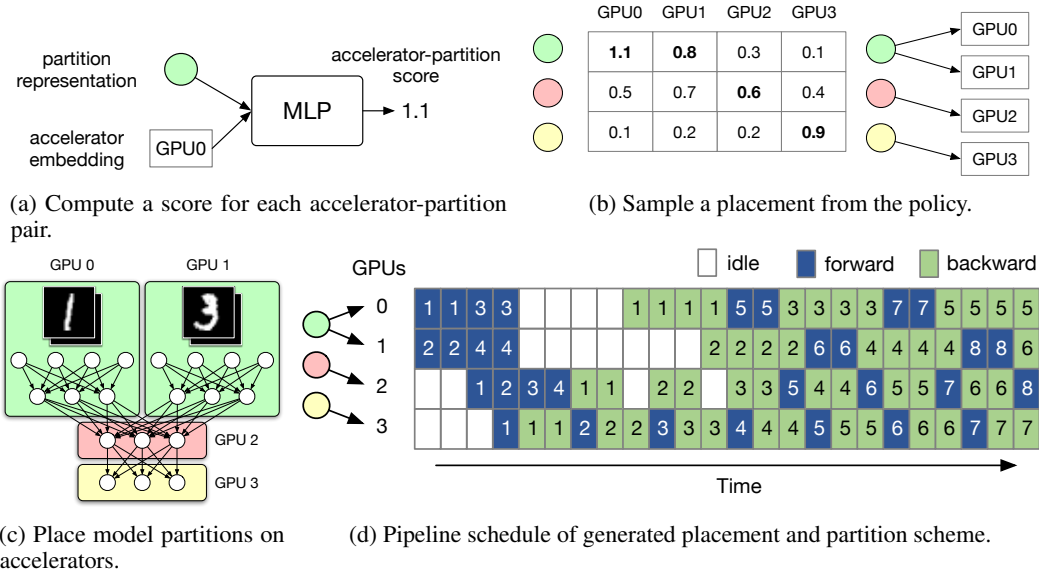 partition
representation
accelerator
embedding
GPU0
MLP
accelerator-partition
score
1.1
(a) Compute a score for each accelerator-partition
pair.
GPU0 GPU1 GPU2 GPU3
1.1 0.8 0.3 0.1
0.5 0.7 0.6 0.4
0.1 0.2 0.2 0.9
GPU0
GPU1
GPU2
GPU3
(b) Sample a placement from the policy.
GPU 0 GPU 1
1 3
GPU 2
GPU 3
(c) Place model partitions on
accelerators.
GPUs
idle forward backward
0 1 1 3 3 1 1 1 1 5 5 3 3 3 3 7 7 5 5 5 5
1 2 2 4 4 2 2 2 2 6 6 4 4 4 4 8 8 6
2 1 2 3 4 1 1 2 2 3 3 5 4 4 6 5 5 7 6 6 8
3 1 1 1 2 2 2 3 3 3 4 4 4 5 5 5 6 6 6 7 7 7
Time
(d) Pipeline schedule of generated placement and partition scheme.